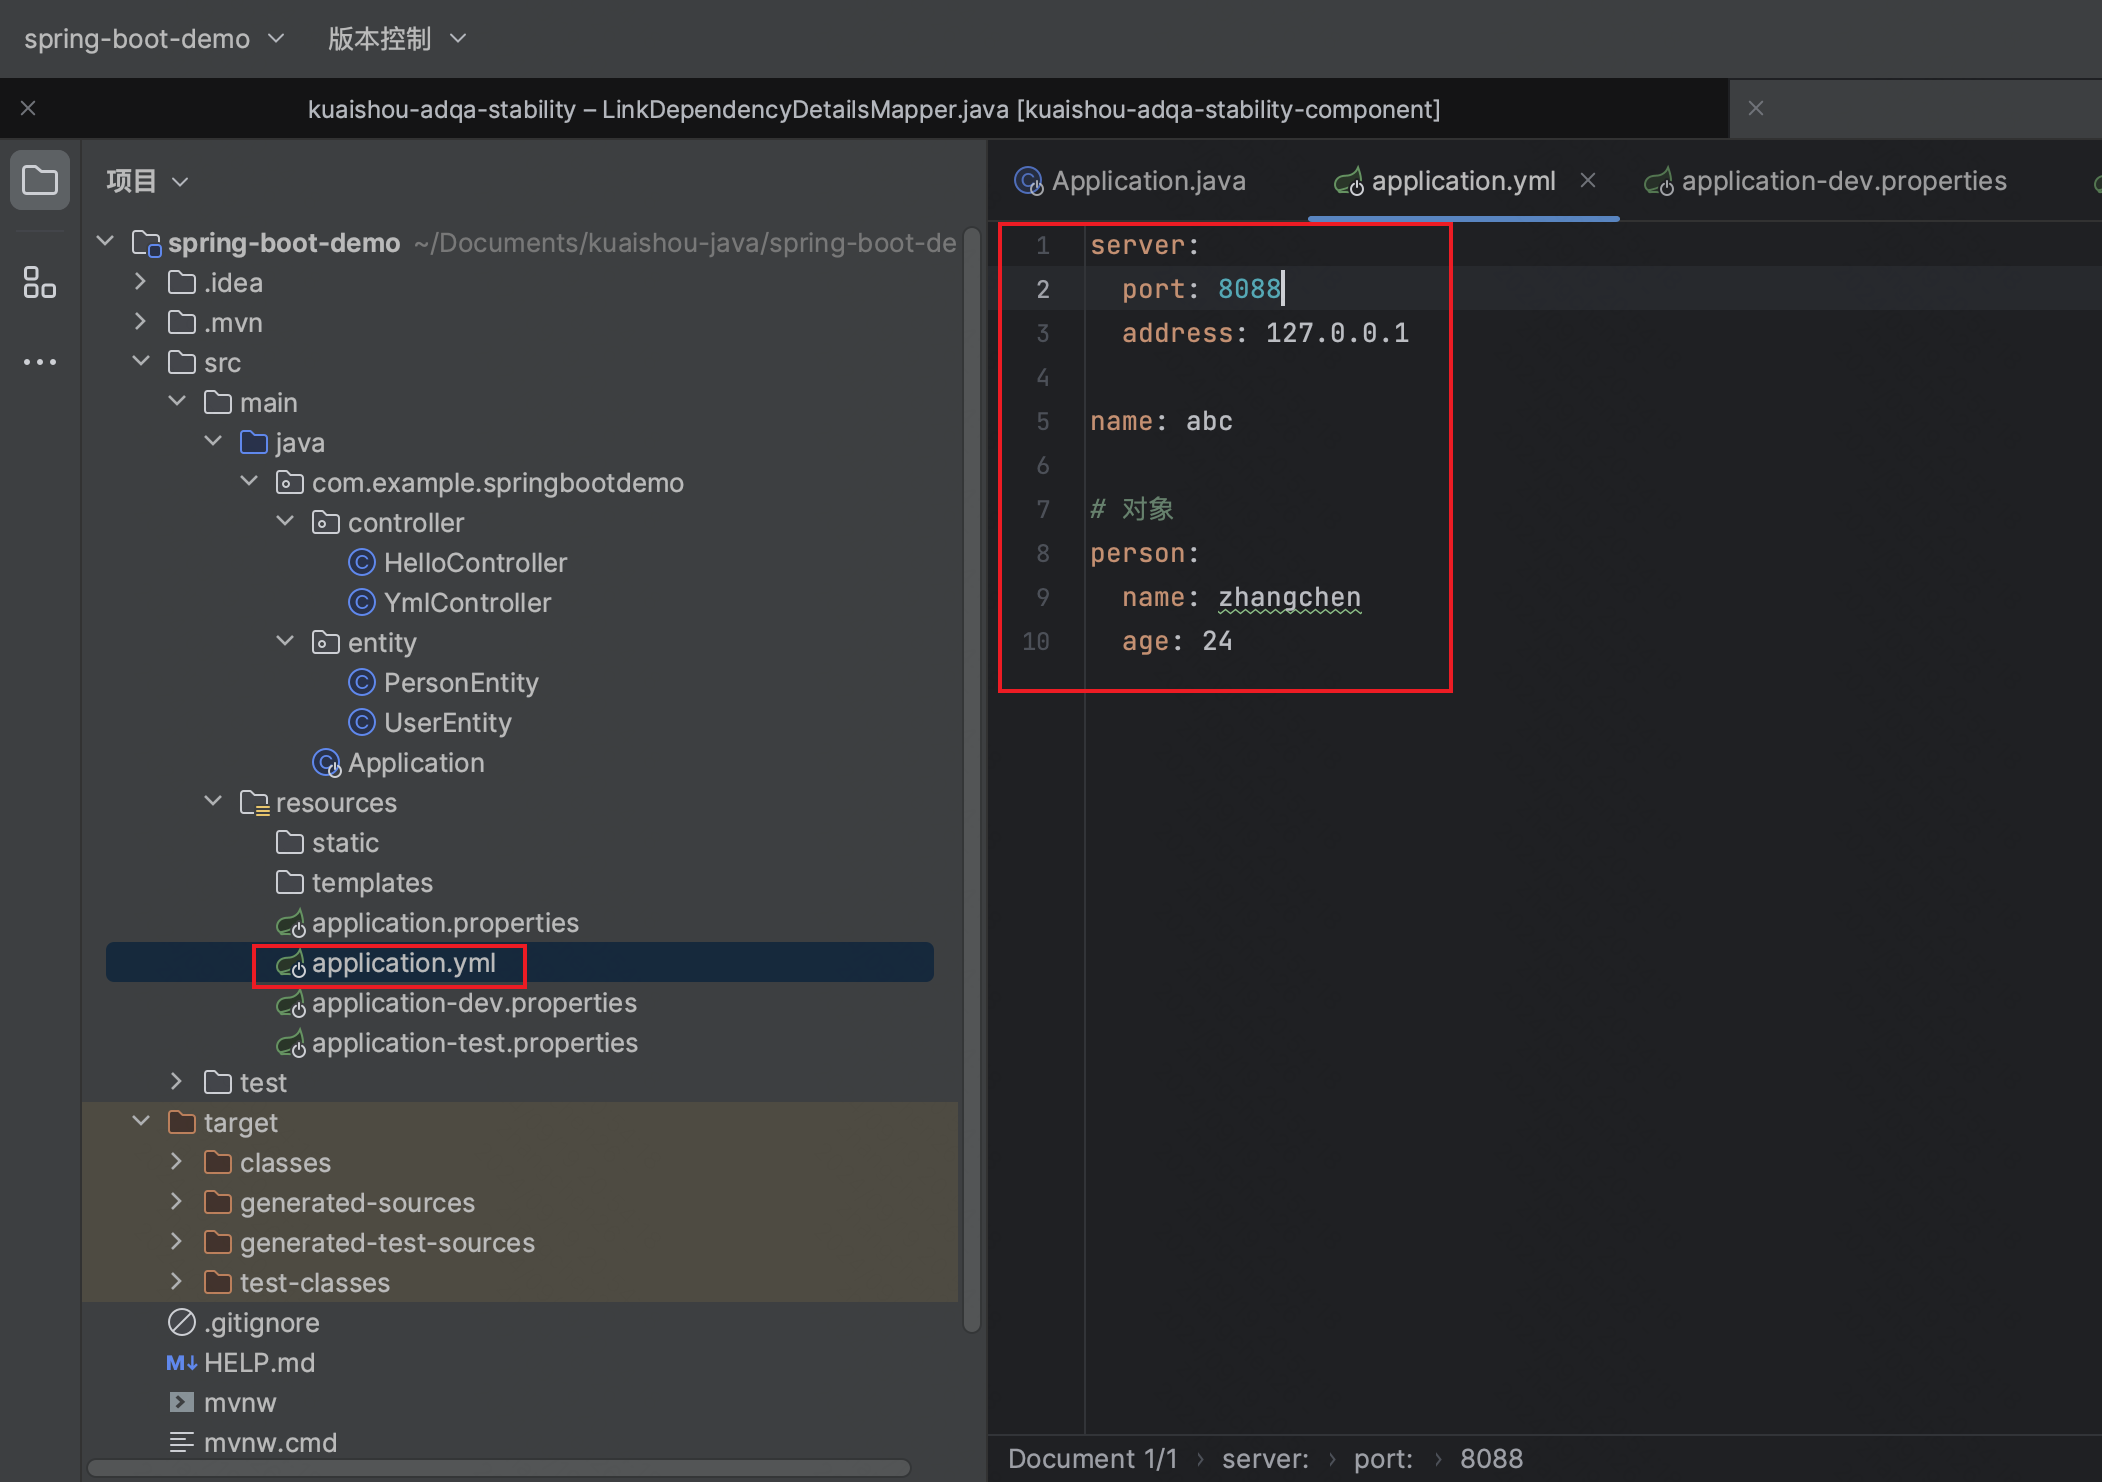 spring-boot-demo 版本控制
kuaishou-adqa-stability – LinkDependencyDetailsMapper.java [kuaishou-adqa-stability-component]
项目
spring-boot-demo ~/Documents/kuaishou-java/spring-boot-de
.idea
.mvn
src
main
java
com.example.springbootdemo
controller
HelloController
YmlController
entity
PersonEntity
UserEntity
Application
resources
static
templates
application.properties
application.yml
application-dev.properties
application-test.properties
test
target
classes
generated-sources
generated-test-sources
test-classes
.gitignore
M↓ HELP.md
mvnw
mvnw.cmd
Application.java application.yml application-dev.properties
1 server:
2 port: 8088
3 address: 127.0.0.1
4
5 name: abc
6
7 # 对象
8 person:
9 name: zhangchen
10 age: 24
Document 1/1 › server: › port: › 8088